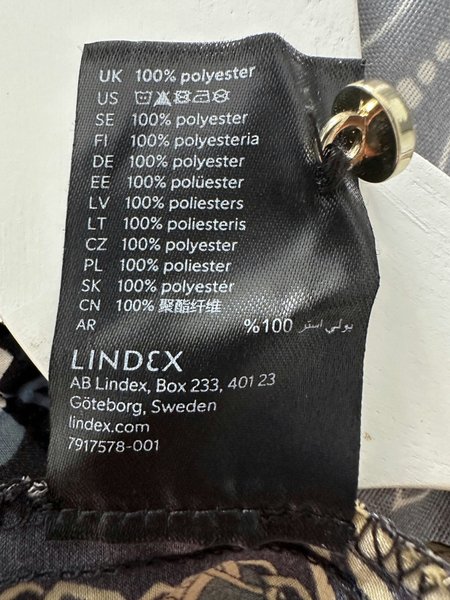 UK 100% polyester
US
SE 100% polyester
FI 100% polyesteria
DE 100% polyester
EE 100% polüester
LV 100% poliesters
LT 100% poliesteris
CZ 100% polyester
PL 100% poliester
SK 100% polyester
CN 100% 聚酯纤维
AR %100 بولي استر
LINDEX
AB Lindex, Box 233, 401 23
Göteborg, Sweden
lindex.com
7917578-001